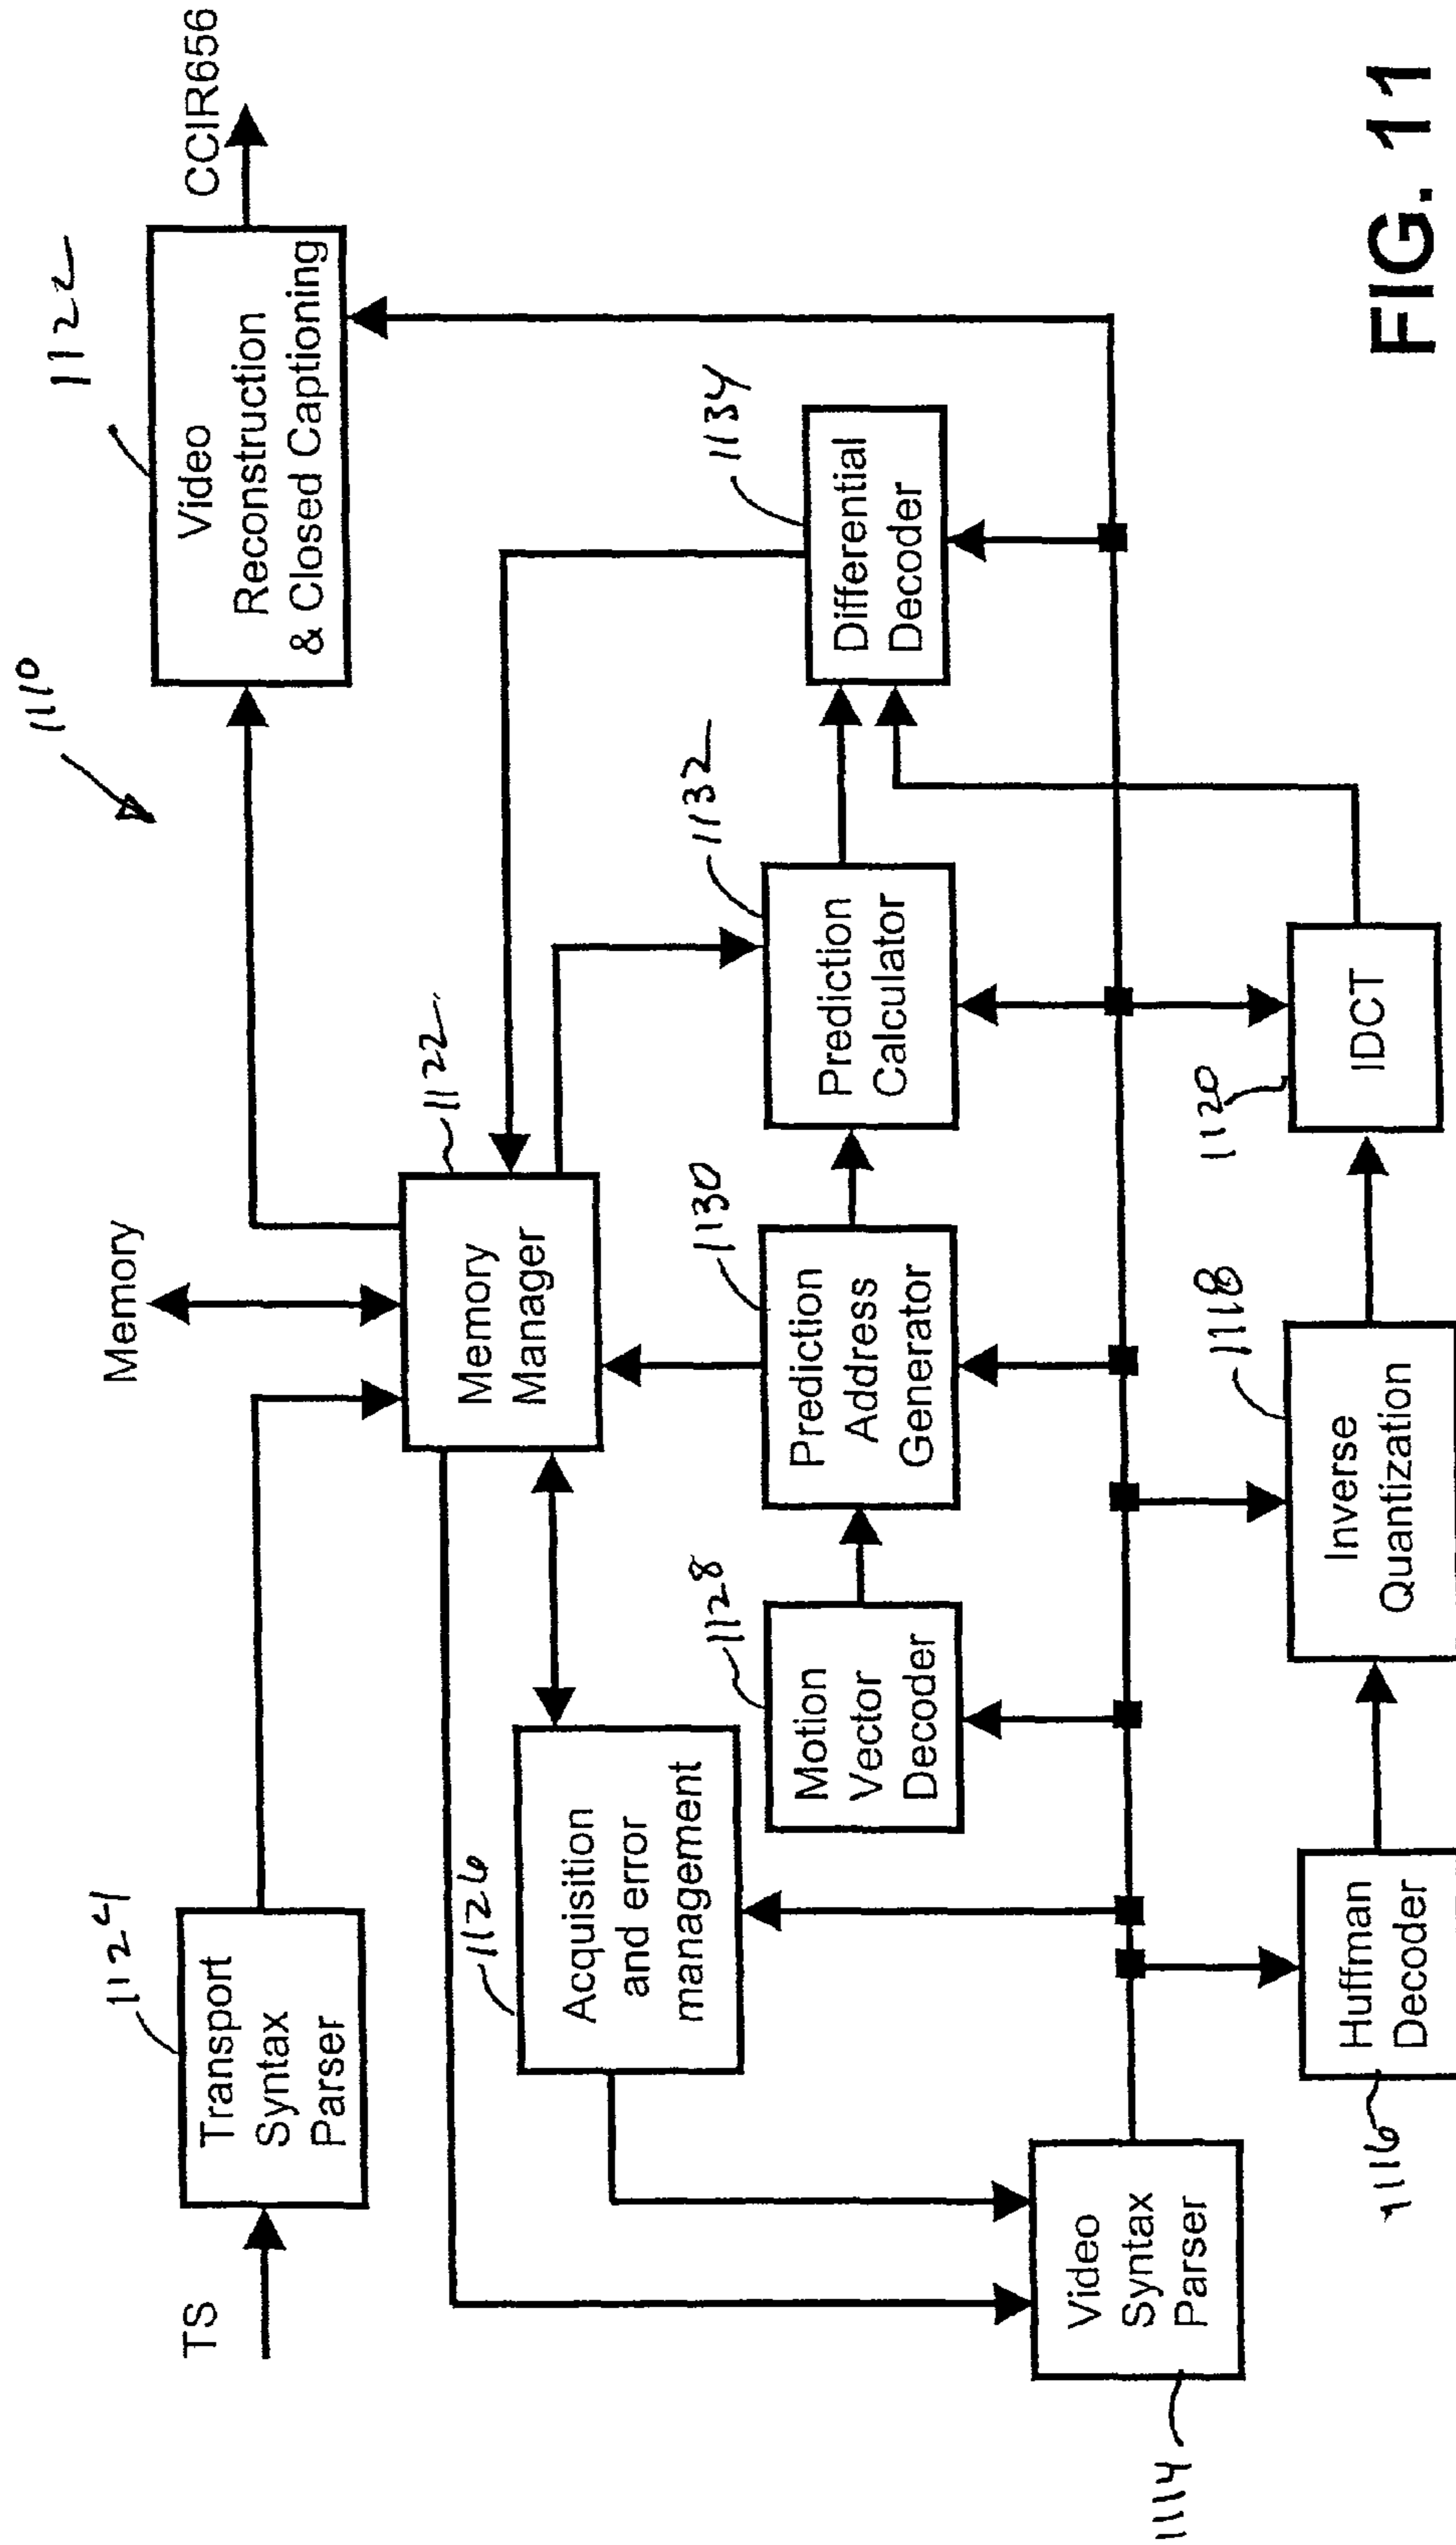 1110
TS
Transport
Syntax
Parser
1124
Memory
Memory
Manager
1122
Video
Reconstruction
& Closed Captioning
1122
CCIR656
Acquisition
and error
management
1126
Motion
Vector
Decoder
1128
Prediction
Address
Generator
1130
Prediction
Calculator
1132
Differential
Decoder
1134
Video
Syntax
Parser
1114
Huffman
Decoder
1116
Inverse
Quantization
1118
IDCT
1120
FIG. 11